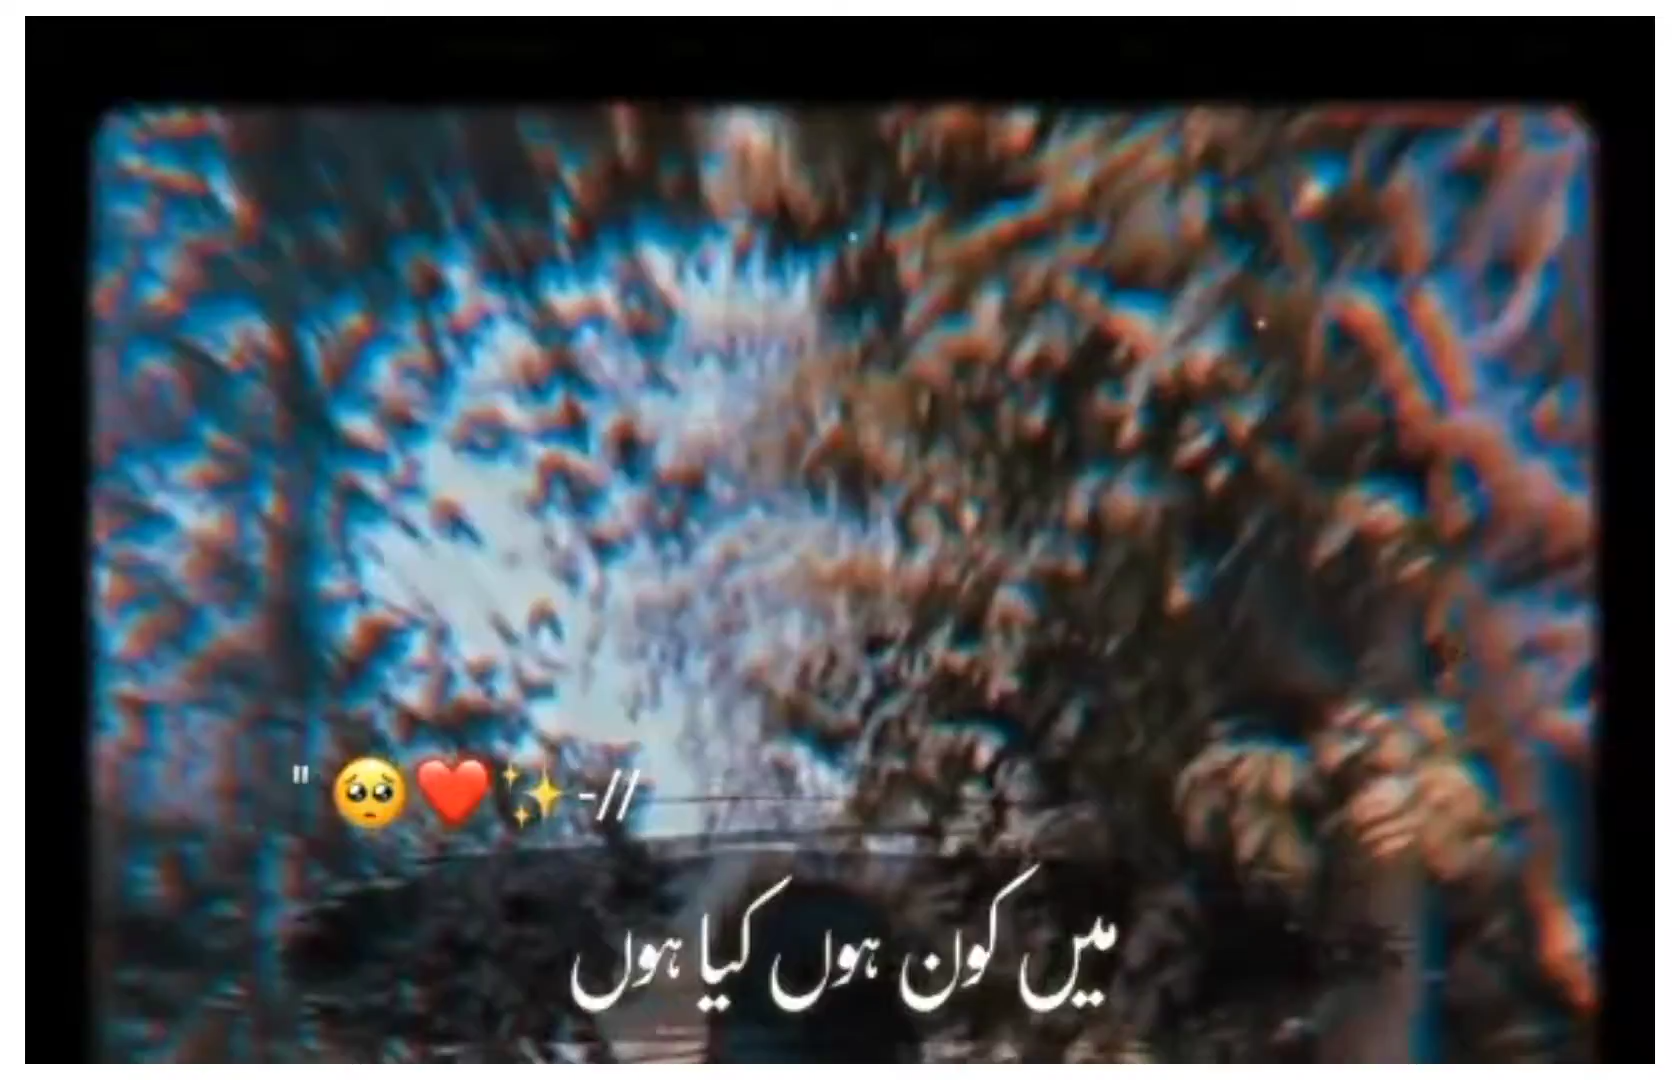 " 🥺❤️✨ -//
میں کون ہوں کیا ہوں